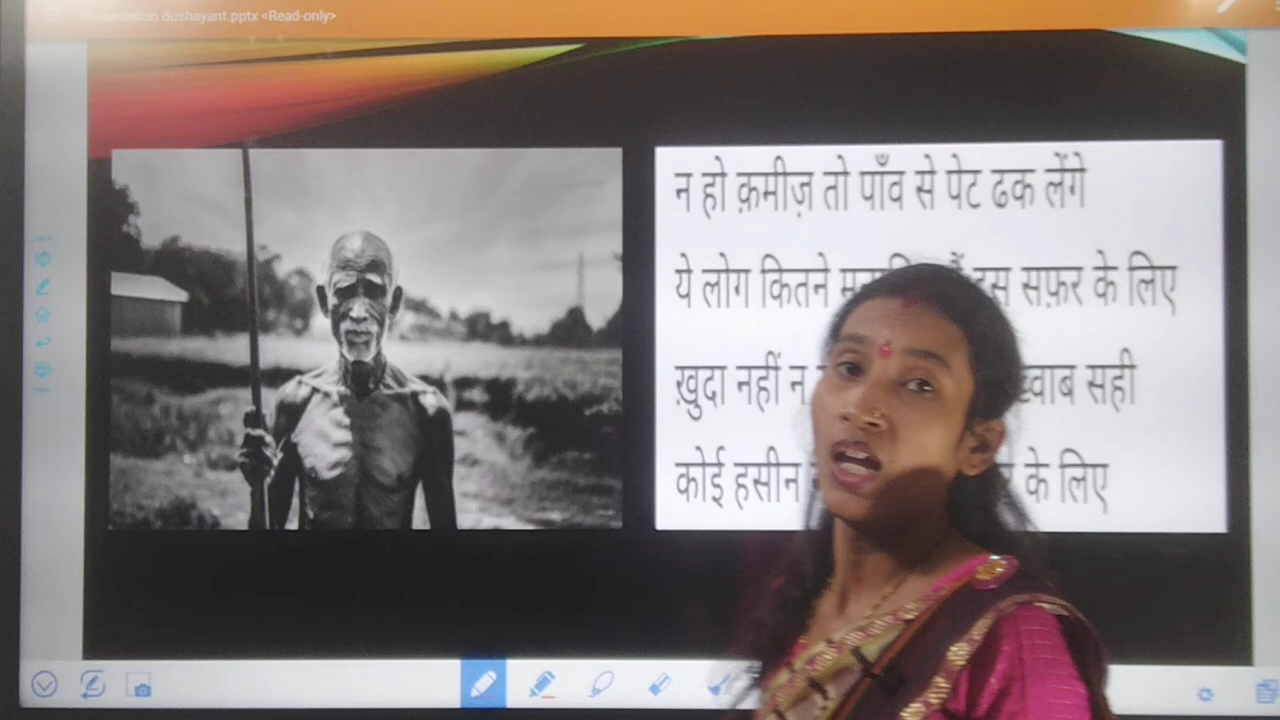 Presentation dushayant pptx <Read-only>
न हो क़मीज़ तो पाँव से पेट ढक लेंगे
ये लोग कितने इस सफ़र के लिए
ख़ुदा नहीं न सही
कोई हसीन के लिए